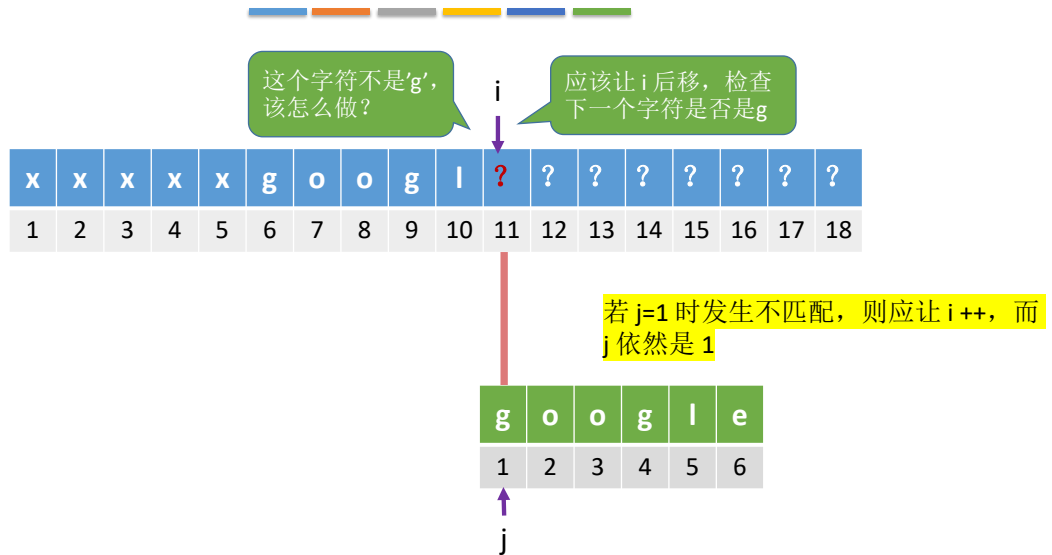 这个字符不是’g’，
该怎么做？
i
应该让 i 后移，检查
下一个字符是否是g
x x x x x g o o g l ? ? ? ? ? ? ? ?
1 2 3 4 5 6 7 8 9 10 11 12 13 14 15 16 17 18
若 j=1 时发生不匹配，则应让 i ++，而
j 依然是 1
g o o g l e
1 2 3 4 5 6
j